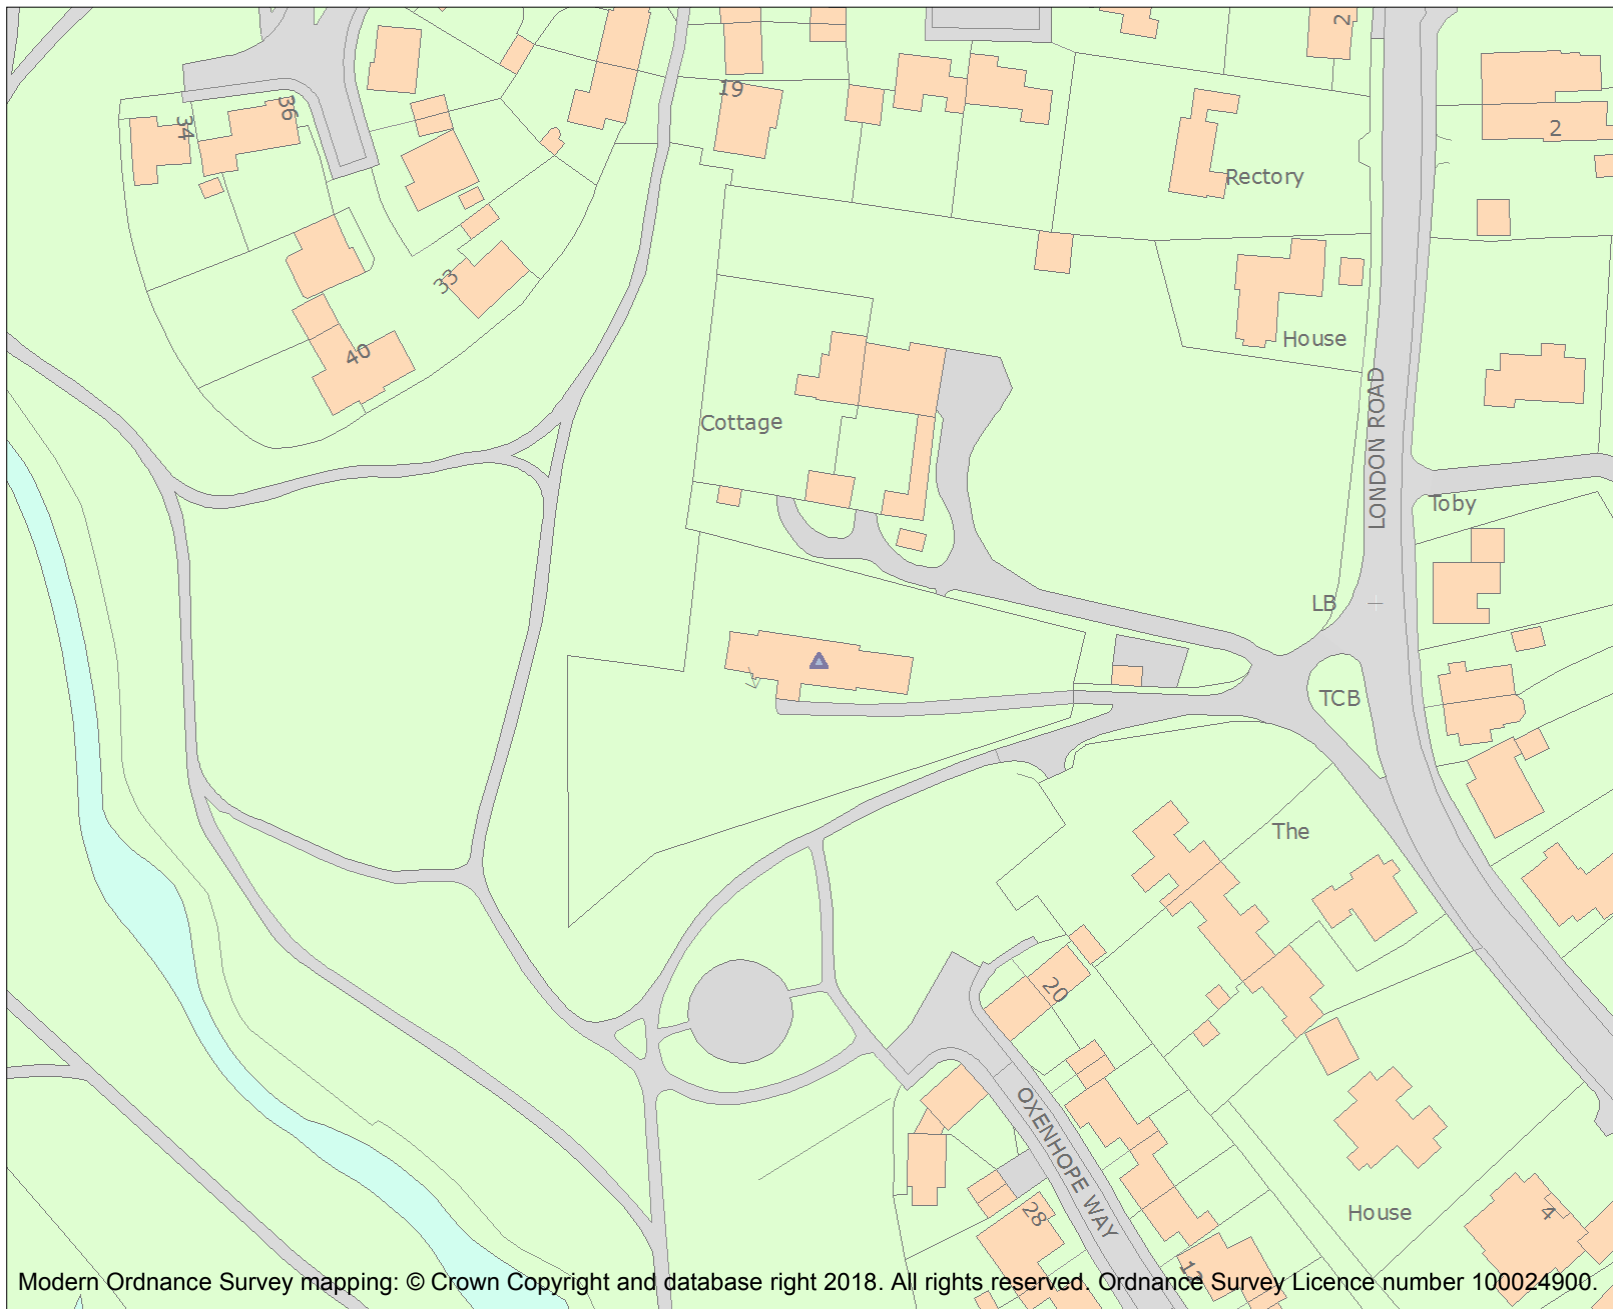 2
19
36
34
2
Rectory
33
House
40
Cottage
LONDON ROAD
Toby
LB
TCB
The
20
OXENHOPE WAY
28
House
4
12
Modern Ordnance Survey mapping: © Crown Copyright and database right 2018. All rights reserved. Ordnance Survey Licence number 100024900.